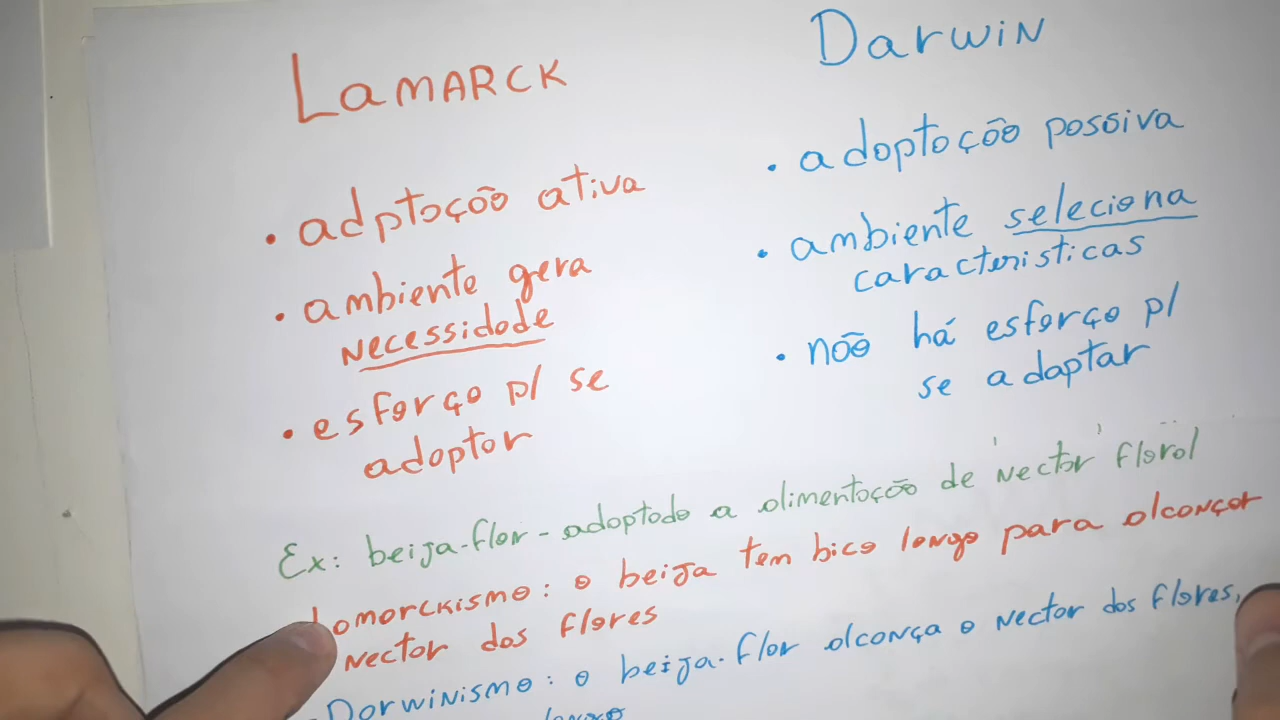 LAMARCK
• adptação ativa
• ambiente gera
necessidade
• esforço p/ se
adaptar
Darwin
• adaptação passiva
• ambiente seleciona
caracteristicas
• não há esforço p/
se adaptar
Ex: beija-flor - adaptado a alimentação de nectar floral
Lamarckismo: o beija tem bico longo para alcançar
nectar das flores
- Darwinismo: o beija-flor alcança o nectar das flores,
longo